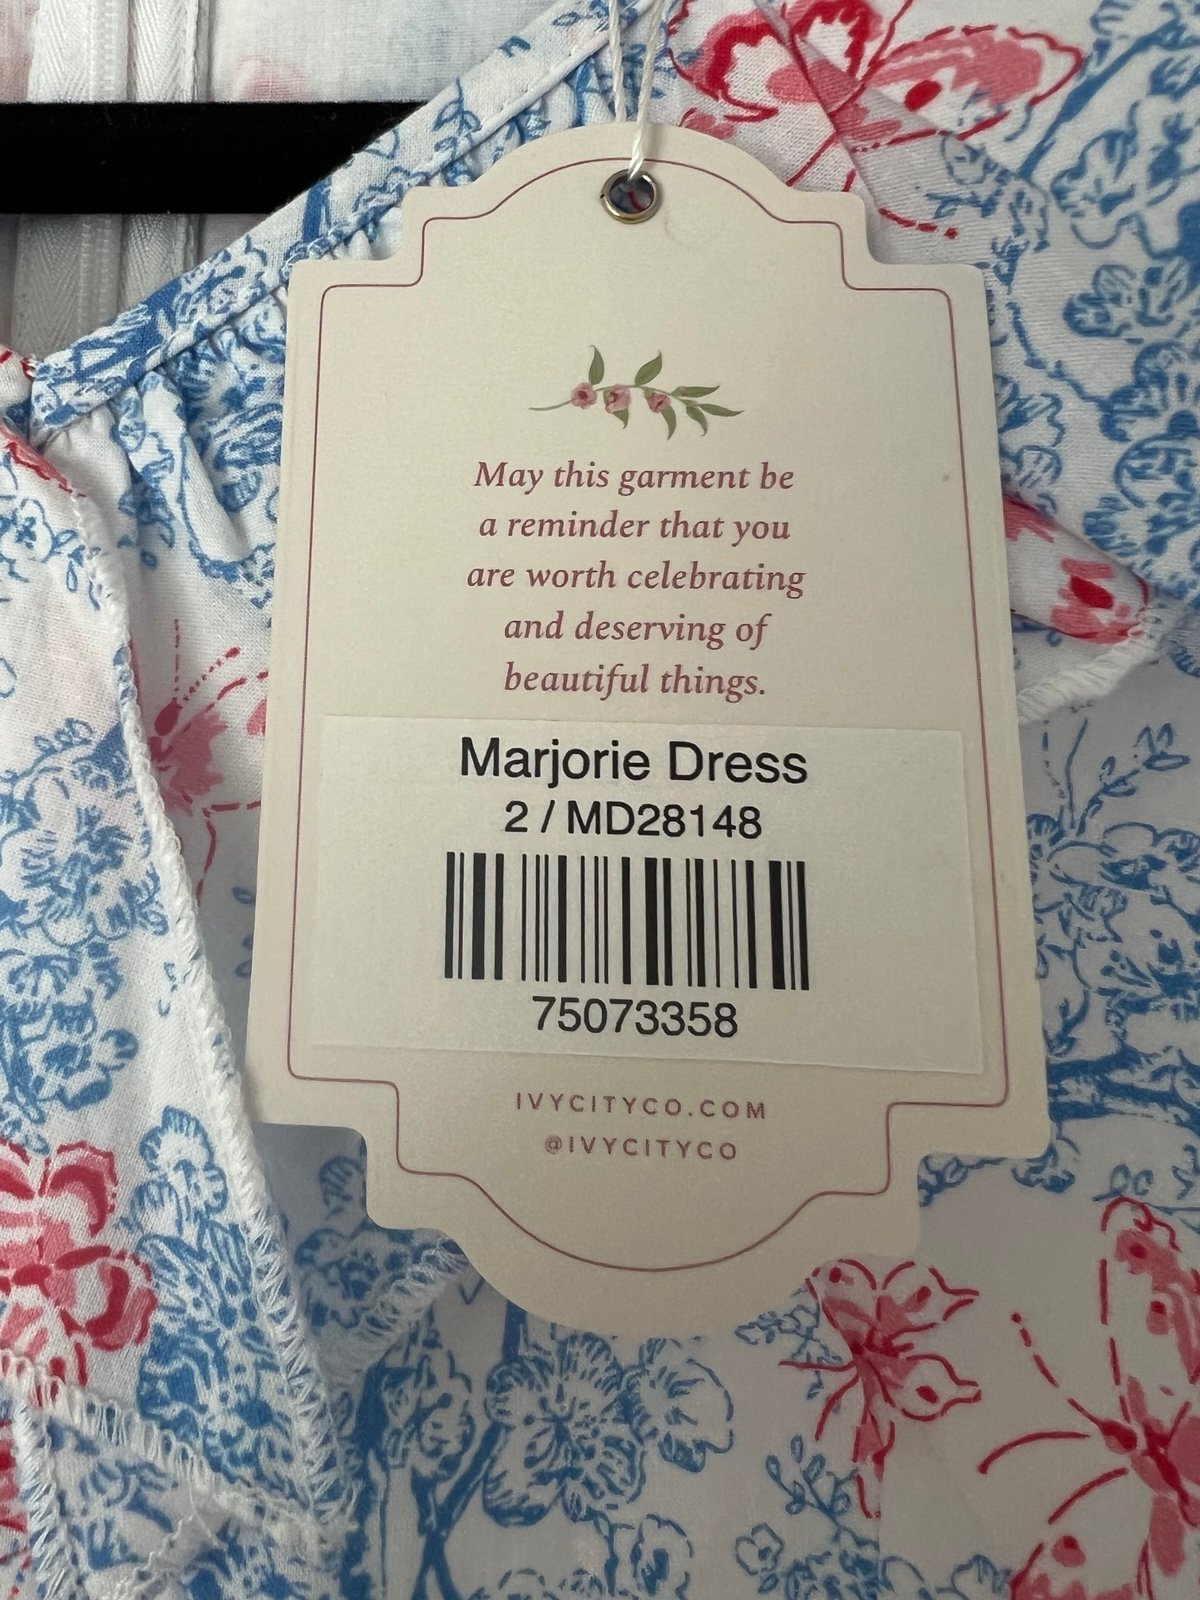 May this garment be
a reminder that you
are worth celebrating
and deserving of
beautiful things.
Marjorie Dress
2 / MD28148
75073358
IVYCITYCO.COM
@IVYCITYCO